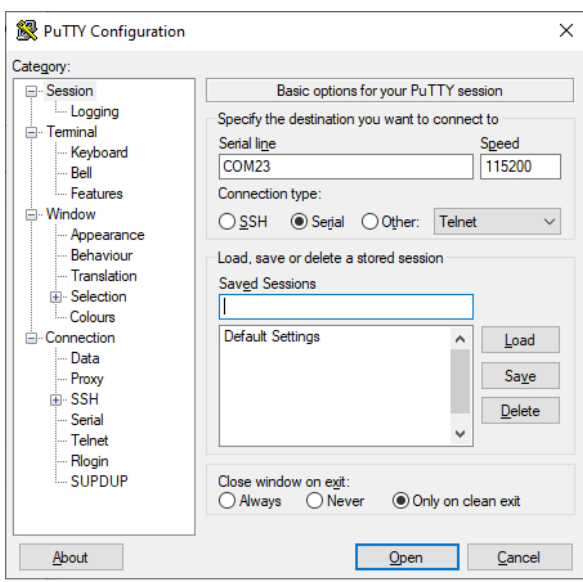 PuTTY Configuration
Category:
Session
Logging
Terminal
Keyboard
Bell
Features
Window
Appearance
Behaviour
Translation
Selection
Colours
Connection
Data
Proxy
SSH
Serial
Telnet
Rlogin
SUPDUP
Basic options for your PuTTY session
Specify the destination you want to connect to
Serial line Speed
COM23 115200
Connection type:
SSH Serial Other: Telnet
Load, save or delete a stored session
Saved Sessions
Default Settings
Load
Save
Delete
Close window on exit:
Always Never Only on clean exit
About Open Cancel